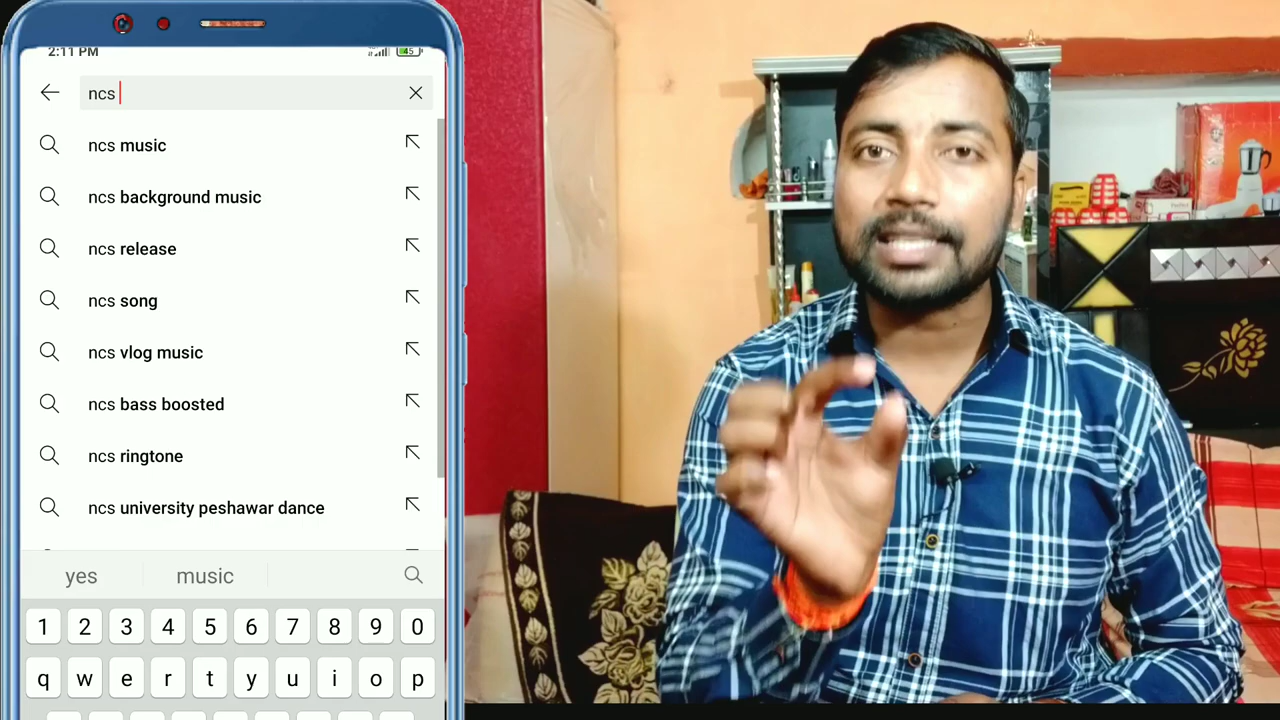 2:11 PM
45
ncs
ncs music
ncs background music
ncs release
ncs song
ncs vlog music
ncs bass boosted
ncs ringtone
ncs university peshawar dance
yes music
1 2 3 4 5 6 7 8 9 0
q w e r t y u i o p